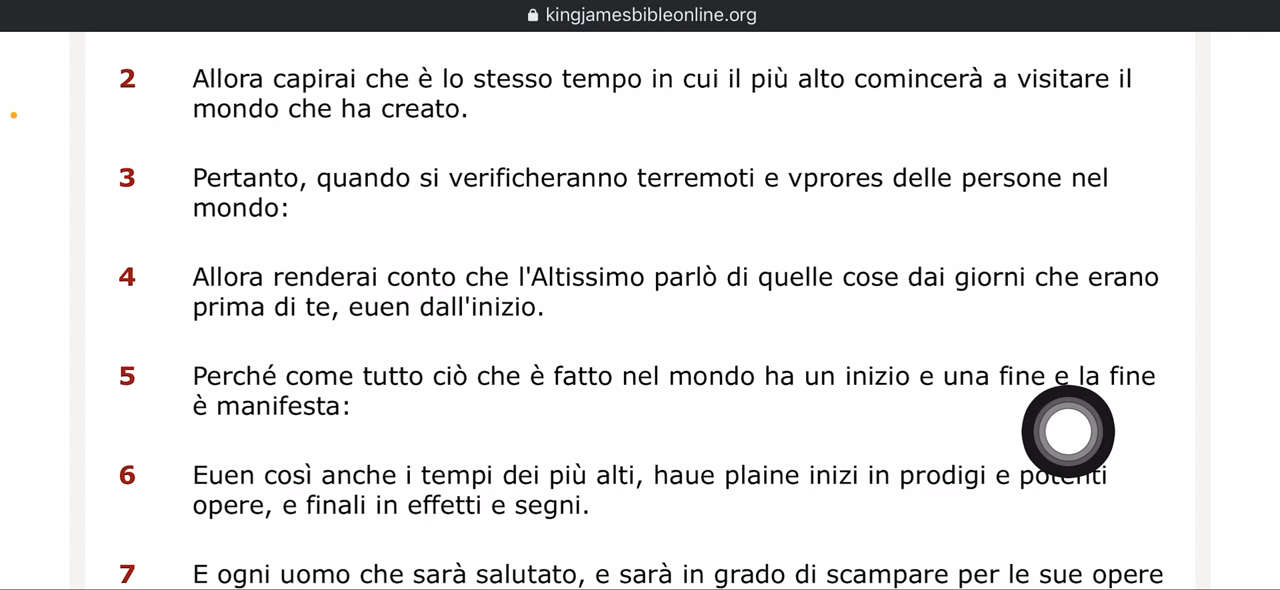 kingjamesbibleonline.org
2 Allora capirai che è lo stesso tempo in cui il più alto comincerà a visitare il
mondo che ha creato.
3 Pertanto, quando si verificheranno terremoti e vprores delle persone nel
mondo:
4 Allora renderai conto che l'Altissimo parlò di quelle cose dai giorni che erano
prima di te, euen dall'inizio.
5 Perché come tutto ciò che è fatto nel mondo ha un inizio e una fine e la fine
è manifesta:
6 Euen così anche i tempi dei più alti, haue plaine inizi in prodigi e potenti
opere, e finali in effetti e segni.
7 E ogni uomo che sarà salutato, e sarà in grado di scampare per le sue opere